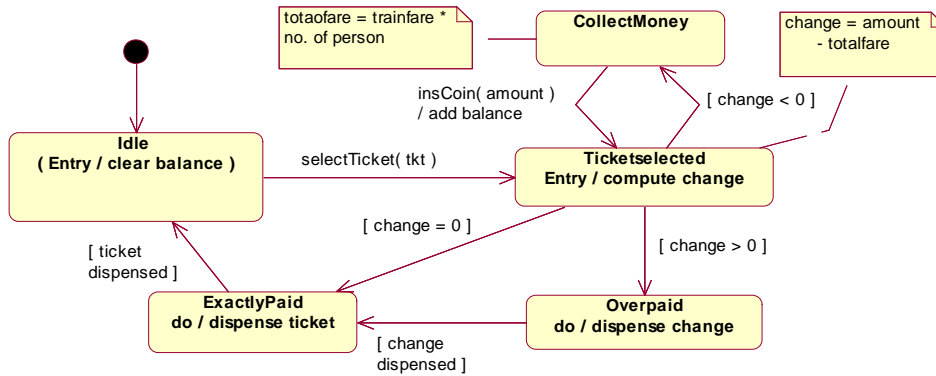 totaofare = trainfare *
no. of person
CollectMoney
change = amount
- totalfare
insCoin( amount )
/ add balance
[ change < 0 ]
Idle
( Entry / clear balance )
selectTicket( tkt )
Ticketselected
Entry / compute change
[ change = 0 ]
[ change > 0 ]
[ ticket
dispensed ]
ExactlyPaid
do / dispense ticket
Overpaid
do / dispense change
[ change
dispensed ]